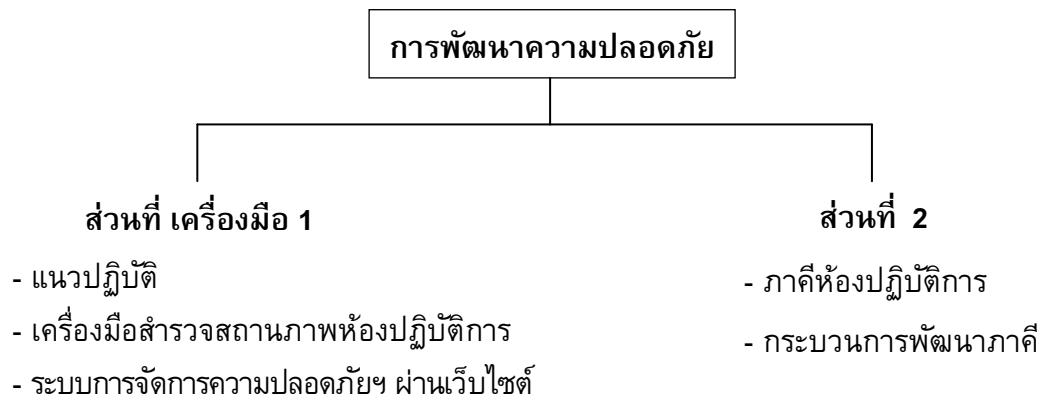 การพัฒนาความปลอดภัย
ส่วนที่ เครื่องมือ 1
- แนวปฏิบัติ
- เครื่องมือสำรวจสถานภาพห้องปฏิบัติการ
- ระบบการจัดการความปลอดภัยฯ ผ่านเว็บไซต์
ส่วนที่ 2
- ภาคีห้องปฏิบัติการ
- กระบวนการพัฒนาภาคี